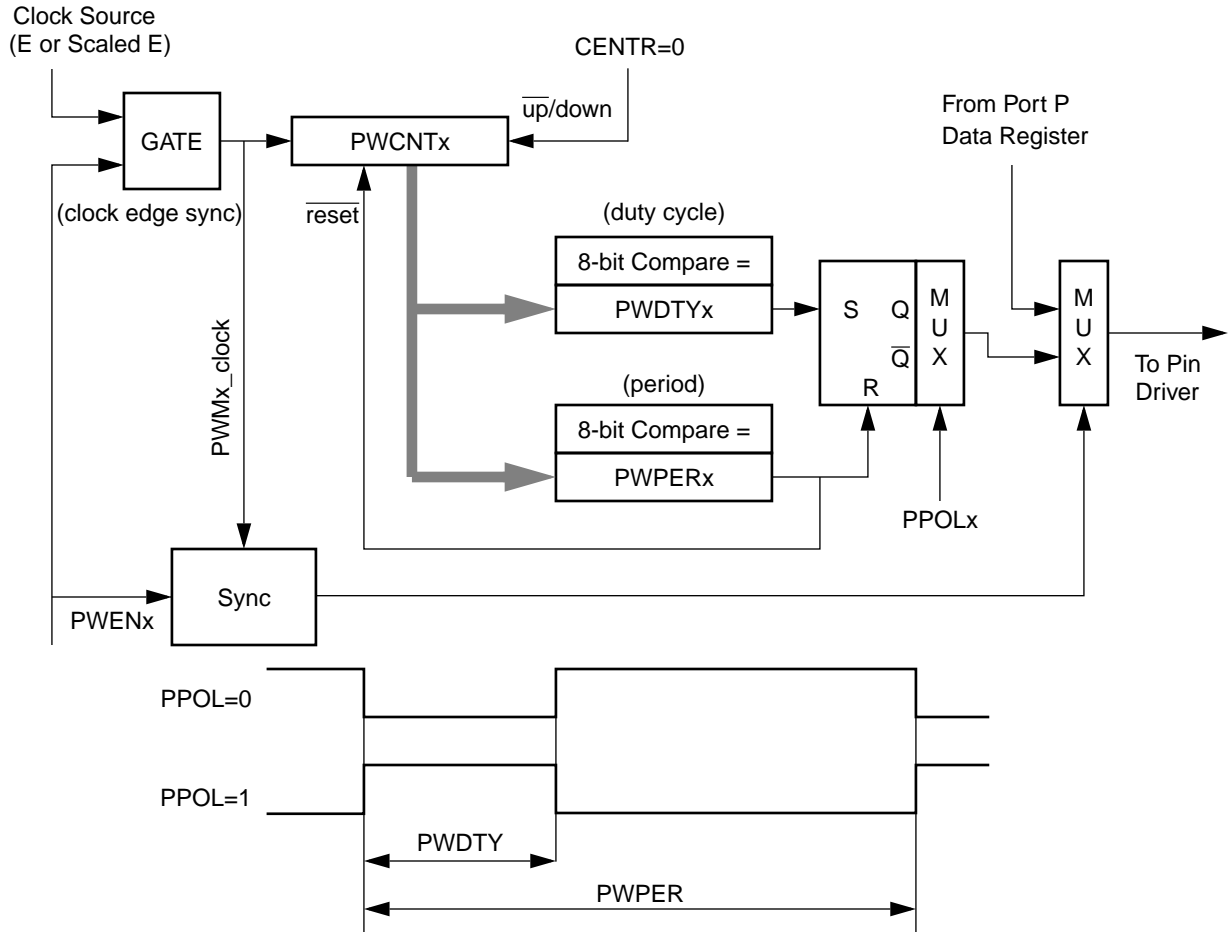 Clock Source
(E or Scaled E)
CENTR=0
up/down
From Port P
Data Register
GATE
PWCNTx
(clock edge sync)
reset
(duty cycle)
8-bit Compare =
PWDTYx
S Q
Q
R
MUX
MUX
To Pin
Driver
(period)
8-bit Compare =
PWPERx
PPOLx
PWMx_clock
Sync
PWENx
PPOL=0
PPOL=1
PWDTY
PWPER